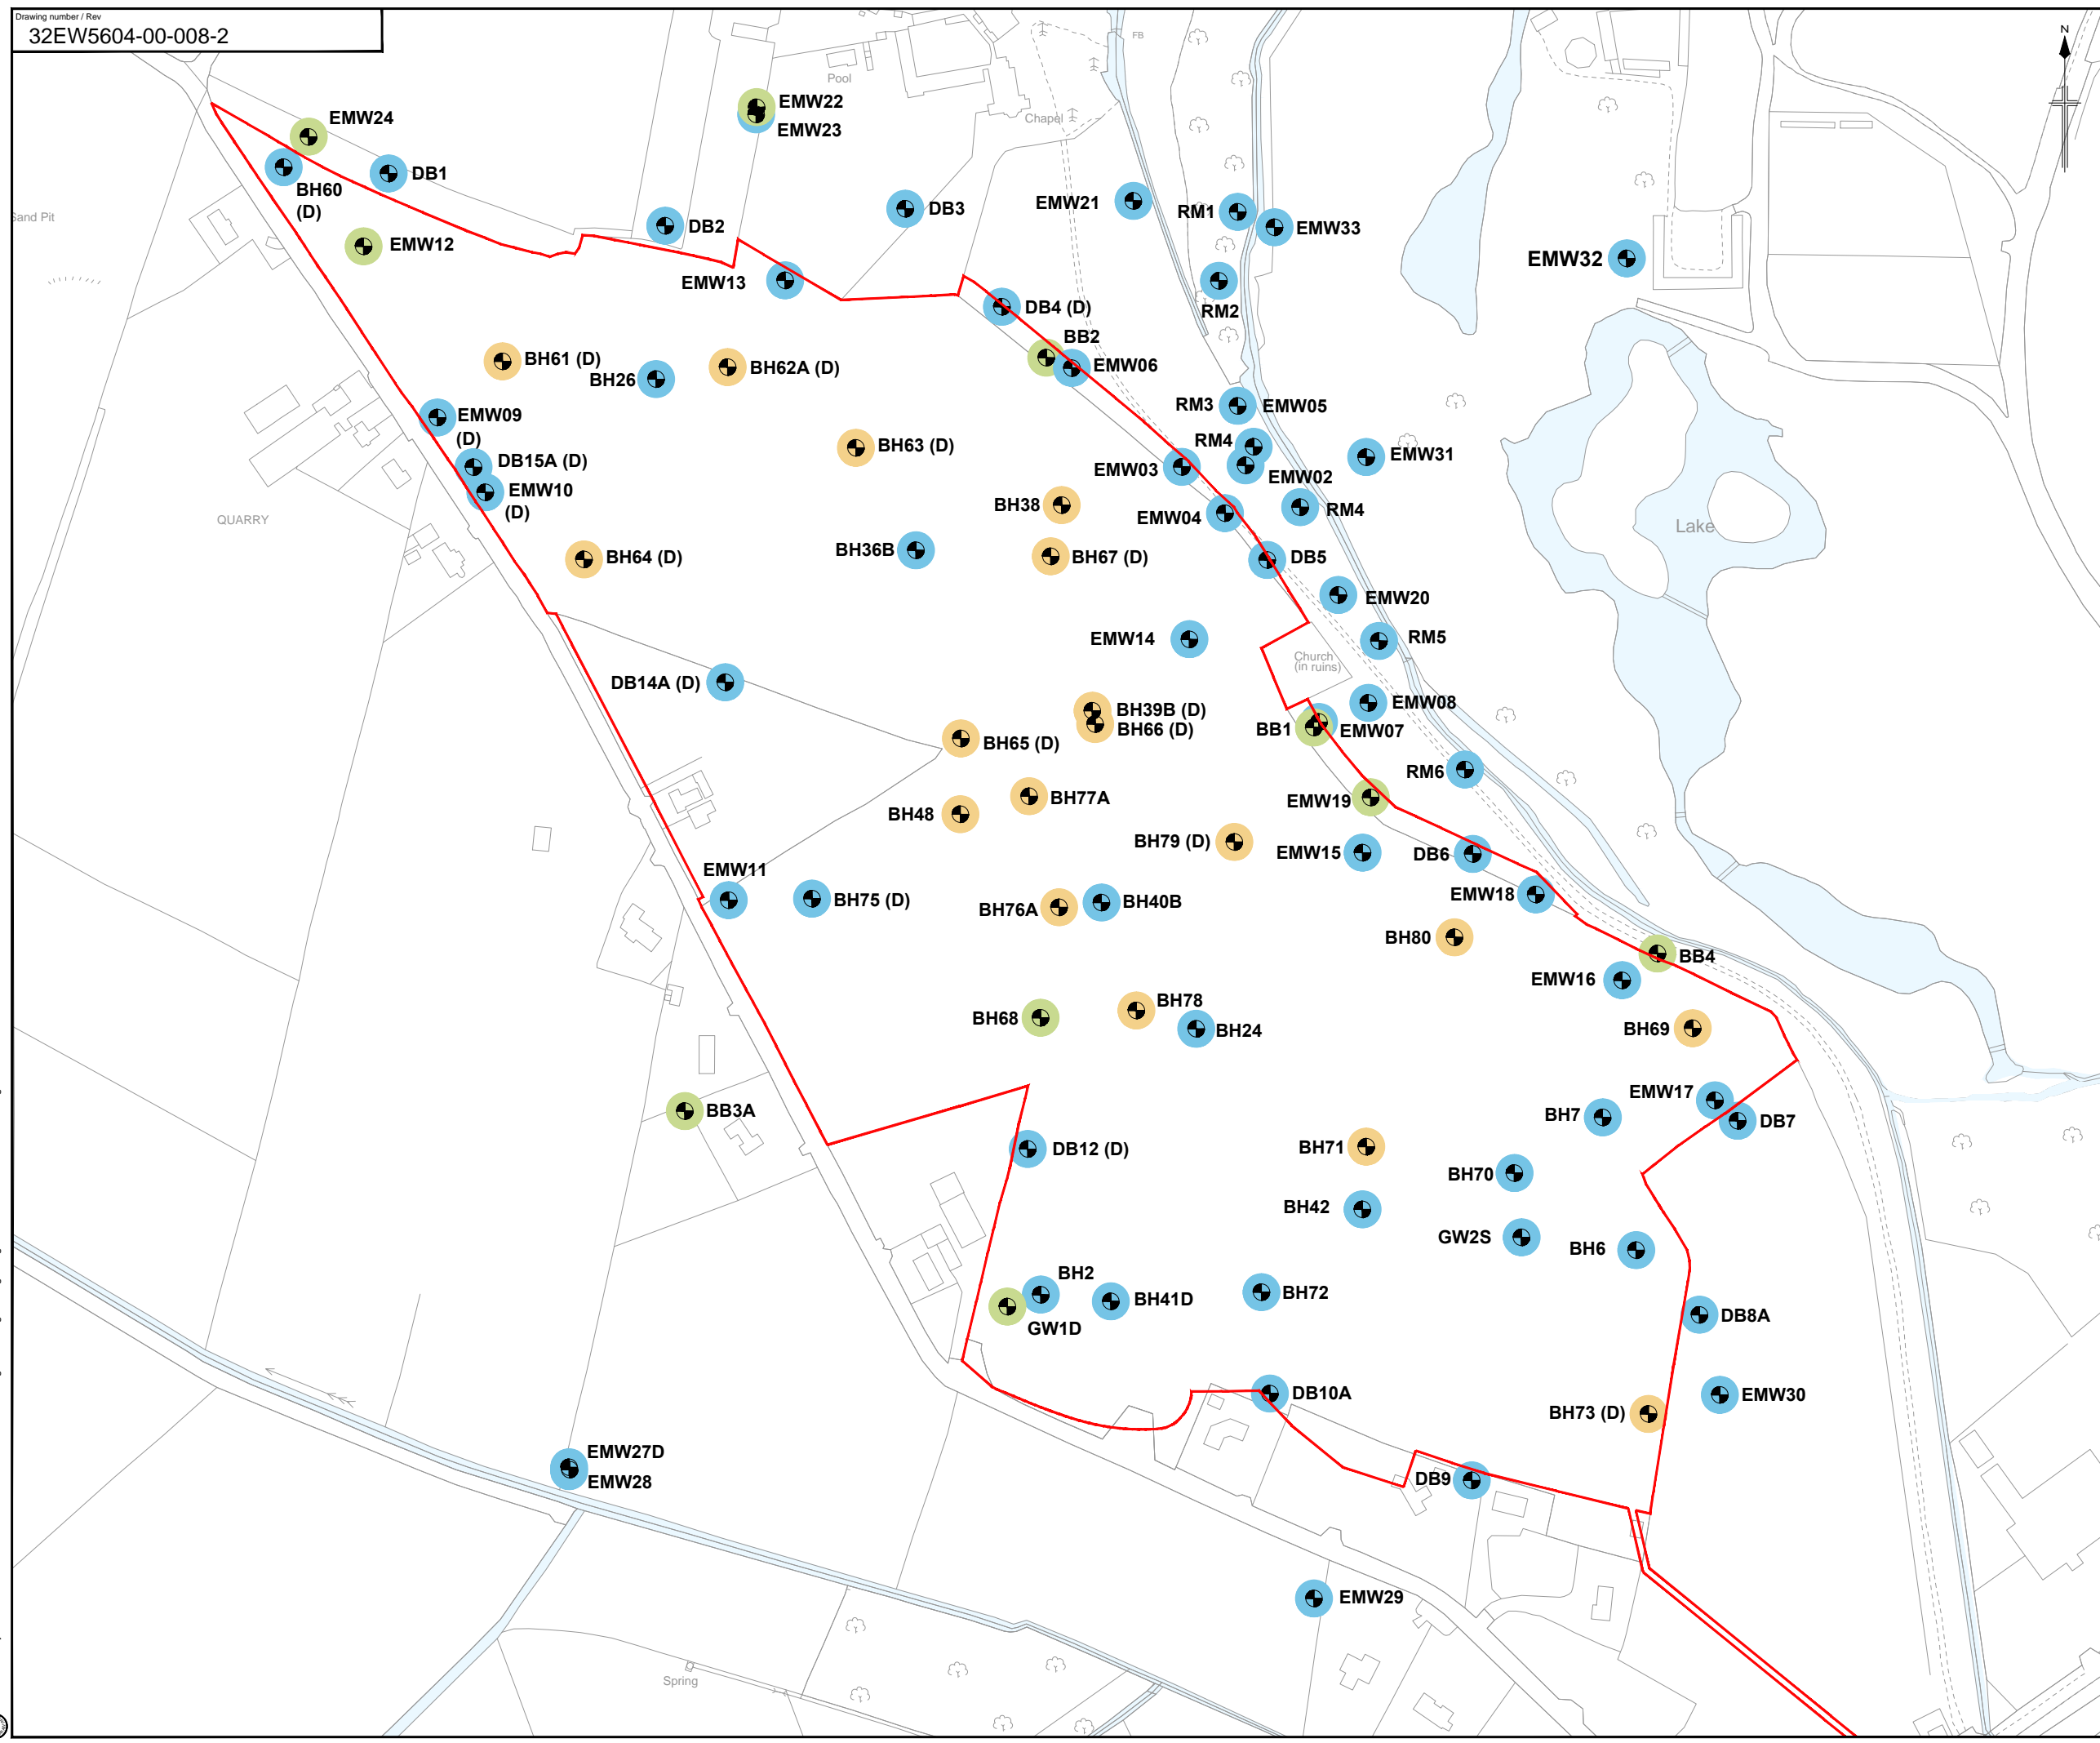 Drawing number / Rev
32EW5604-00-008-2
N
FB
Pool
EMW22
EMW24
Chapel
EMW23
DB1
BH60
(D)
EMW21
DB3
RM1
Sand Pit
DB2
EMW33
EMW12
EMW32
EMW13
DB4 (D)
RM2
BB2
BH61 (D)
EMW06
BH62A (D)
BH26
RM3
EMW05
EMW09
(D)
RM4
BH63 (D)
EMW31
DB15A (D)
EMW03
EMW02
EMW10
(D)
BH38
RM4
EMW04
QUARRY
Lake
BH36B
BH64 (D)
BH67 (D)
DB5
EMW20
EMW14
RM5
Church
(in ruins)
DB14A (D)
EMW08
BH39B (D)
BH66 (D)
BB1
EMW07
BH65 (D)
RM6
BH77A
EMW19
BH48
BH79 (D)
EMW15
DB6
EMW11
EMW18
BH75 (D)
BH40B
BH76A
BH80
BB4
EMW16
BH78
BH68
BH24
BH69
EMW17
BB3A
BH7
DB7
DB12 (D)
BH71
BH70
BH42
GW2S
BH6
BH2
BH72
BH41D
DB8A
GW1D
DB10A
EMW30
BH73 (D)
EMW27D
DB9
EMW28
EMW29
Spring